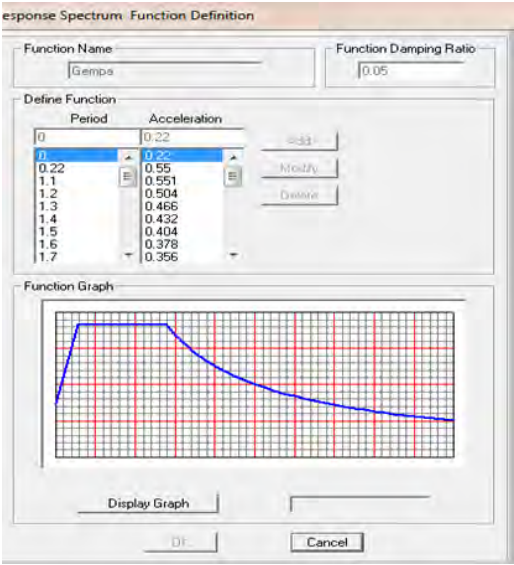 esponse Spectrum Function Definition
Function Name
Gempa
Function Damping Ratio
0.05
Define Function
Period Acceleration
0 0.22
0. 0.22
0.22 0.55
1.1 0.551
1.2 0.504
1.3 0.466
1.4 0.432
1.5 0.404
1.6 0.378
1.7 0.356
Add
Modify
Delete
Function Graph
Display Graph
OK
Cancel